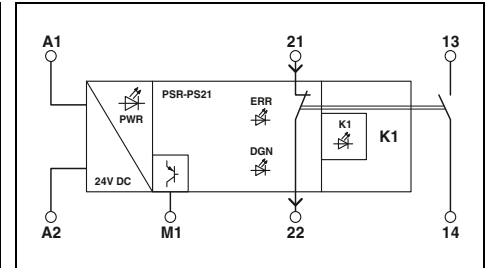 A1 21 13
PSR-PS21
ERR
PWR
K1
K1
DGN
24V DC
A2 M1 22 14